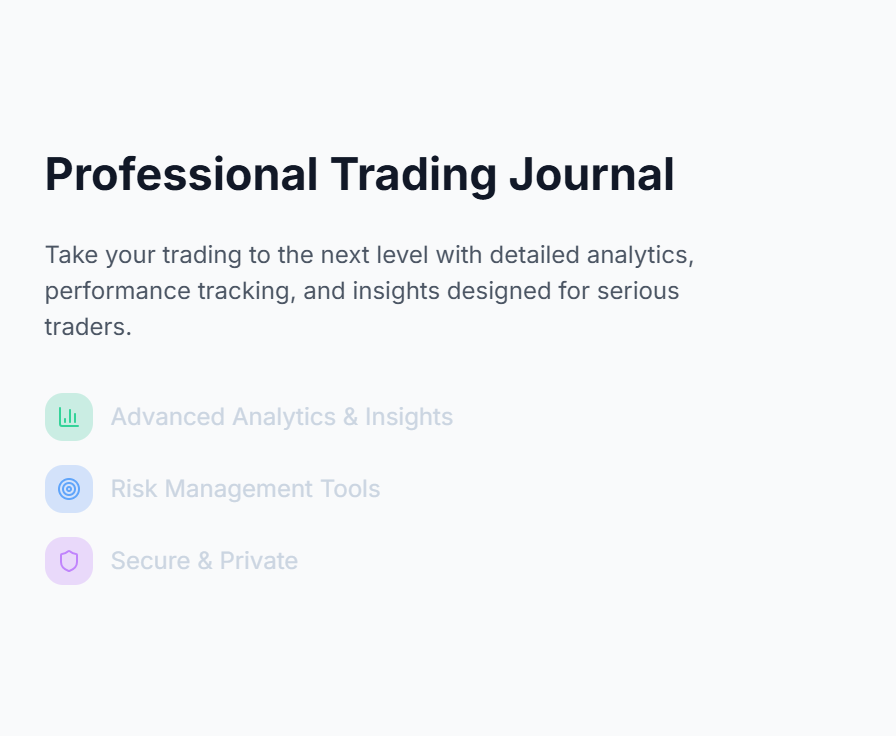 Professional Trading Journal
Take your trading to the next level with detailed analytics,
performance tracking, and insights designed for serious
traders.
Advanced Analytics & Insights
Risk Management Tools
Secure & Private